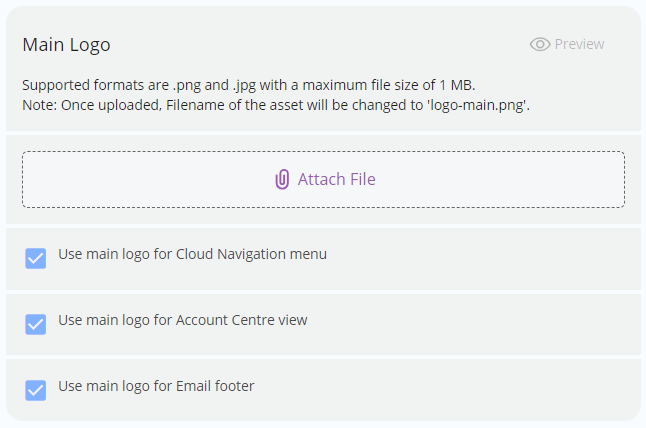 Main Logo
Preview
Supported formats are .png and .jpg with a maximum file size of 1 MB.
Note: Once uploaded, Filename of the asset will be changed to 'logo-main.png'.
Attach File
Use main logo for Cloud Navigation menu
Use main logo for Account Centre view
Use main logo for Email footer